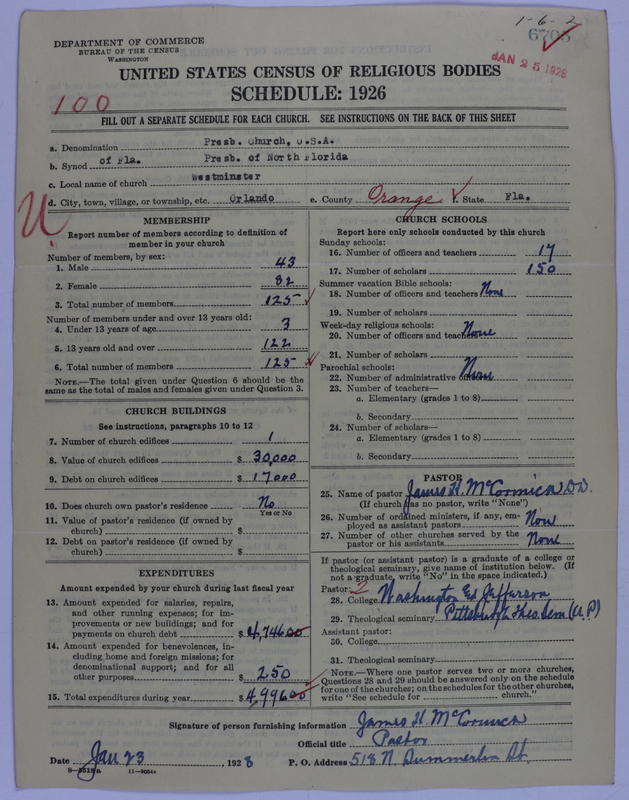 1-6-2
6703
JAN 25 1928
DEPARTMENT OF COMMERCE
BUREAU OF THE CENSUS
WASHINGTON
UNITED STATES CENSUS OF RELIGIOUS BODIES
SCHEDULE: 1926
100
FILL OUT A SEPARATE SCHEDULE FOR EACH CHURCH. SEE INSTRUCTIONS ON THE BACK OF THIS SHEET
a. Denomination Presb. Church, U.S.A.
b. Synod of Fla. Presb. of North Florida
c. Local name of church Westminster
d. City, town, village, or township, etc. Orlando e. County Orange f. State Fla.
U
MEMBERSHIP
Report number of members according to definition of member in your church
Number of members, by sex:
1. Male 43
2. Female 82
3. Total number of members 125
Number of members under and over 13 years old:
4. Under 13 years of age 3
5. 13 years old and over 122
6. Total number of members 125
NOTE.—The total given under Question 6 should be the
same as the total of males and females given under Question 3.
CHURCH BUILDINGS
See instructions, paragraphs 10 to 12
7. Number of church edifices 1
8. Value of church edifices $ 30,000
9. Debt on church edifices $ 17000
10. Does church own pastor's residence No
Yes or No
11. Value of pastor's residence (if owned by
church) $
12. Debt on pastor's residence (if owned by
church) $
EXPENDITURES
Amount expended by your church during last fiscal year
13. Amount expended for salaries, repairs,
and other running expenses; for im-
provements or new buildings; and for
payments on church debt $ 4,746.00
14. Amount expended for benevolences, in-
cluding home and foreign missions; for
denominational support; and for all
other purposes $ 250
15. Total expenditures during year $ 4,996.00
CHURCH SCHOOLS
Report here only schools conducted by this church
Sunday schools:
16. Number of officers and teachers 17
17. Number of scholars 150
Summer vacation Bible schools:
18. Number of officers and teachers None
19. Number of scholars
Week-day religious schools:
20. Number of officers and teachers None
21. Number of scholars
Parochial schools:
22. Number of administrative officers None
23. Number of teachers—
a. Elementary (grades 1 to 8)
b. Secondary
24. Number of scholars—
a. Elementary (grades 1 to 8)
b. Secondary
PASTOR
25. Name of pastor James H. McCormick, D.D.
(If church has no pastor, write "None")
26. Number of ordained ministers, if any, em-
ployed as assistant pastors None
27. Number of other churches served by the
pastor or his assistants None
If pastor (or assistant pastor) is a graduate of a college or
theological seminary, give name of institution below. (If
not a graduate, write "No" in the space indicated.)
Pastor: 2
28. College Washington & Jefferson
29. Theological seminary Pittsburgh Theo. Sem (U.P)
Assistant pastor:
30. College
31. Theological seminary
NOTE.—Where one pastor serves two or more churches,
Questions 28 and 29 should be answered only on the schedule
for one of the churches; on the schedules for the other churches,
write "See schedule for church."
Signature of person furnishing information James H. McCormick
Official title Pastor
Date Jan 23, 1928 P. O. Address 518 N. Summerlin St.
8-5518a 11-9054a